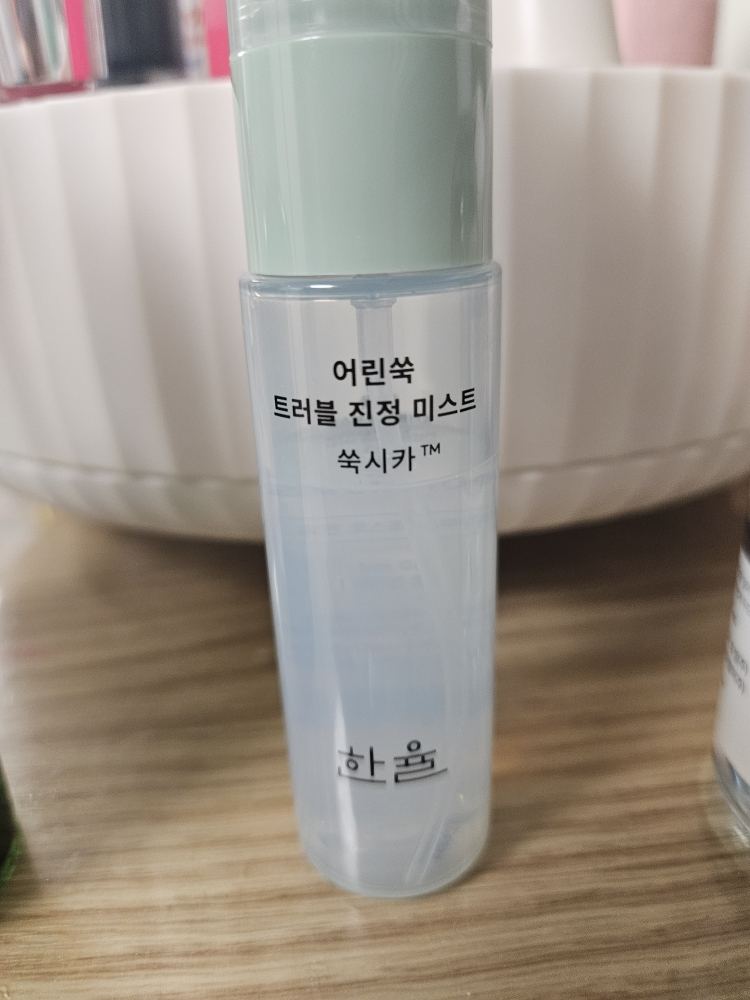 어린쑥
트러블 진정 미스트
쑥시카™
한율